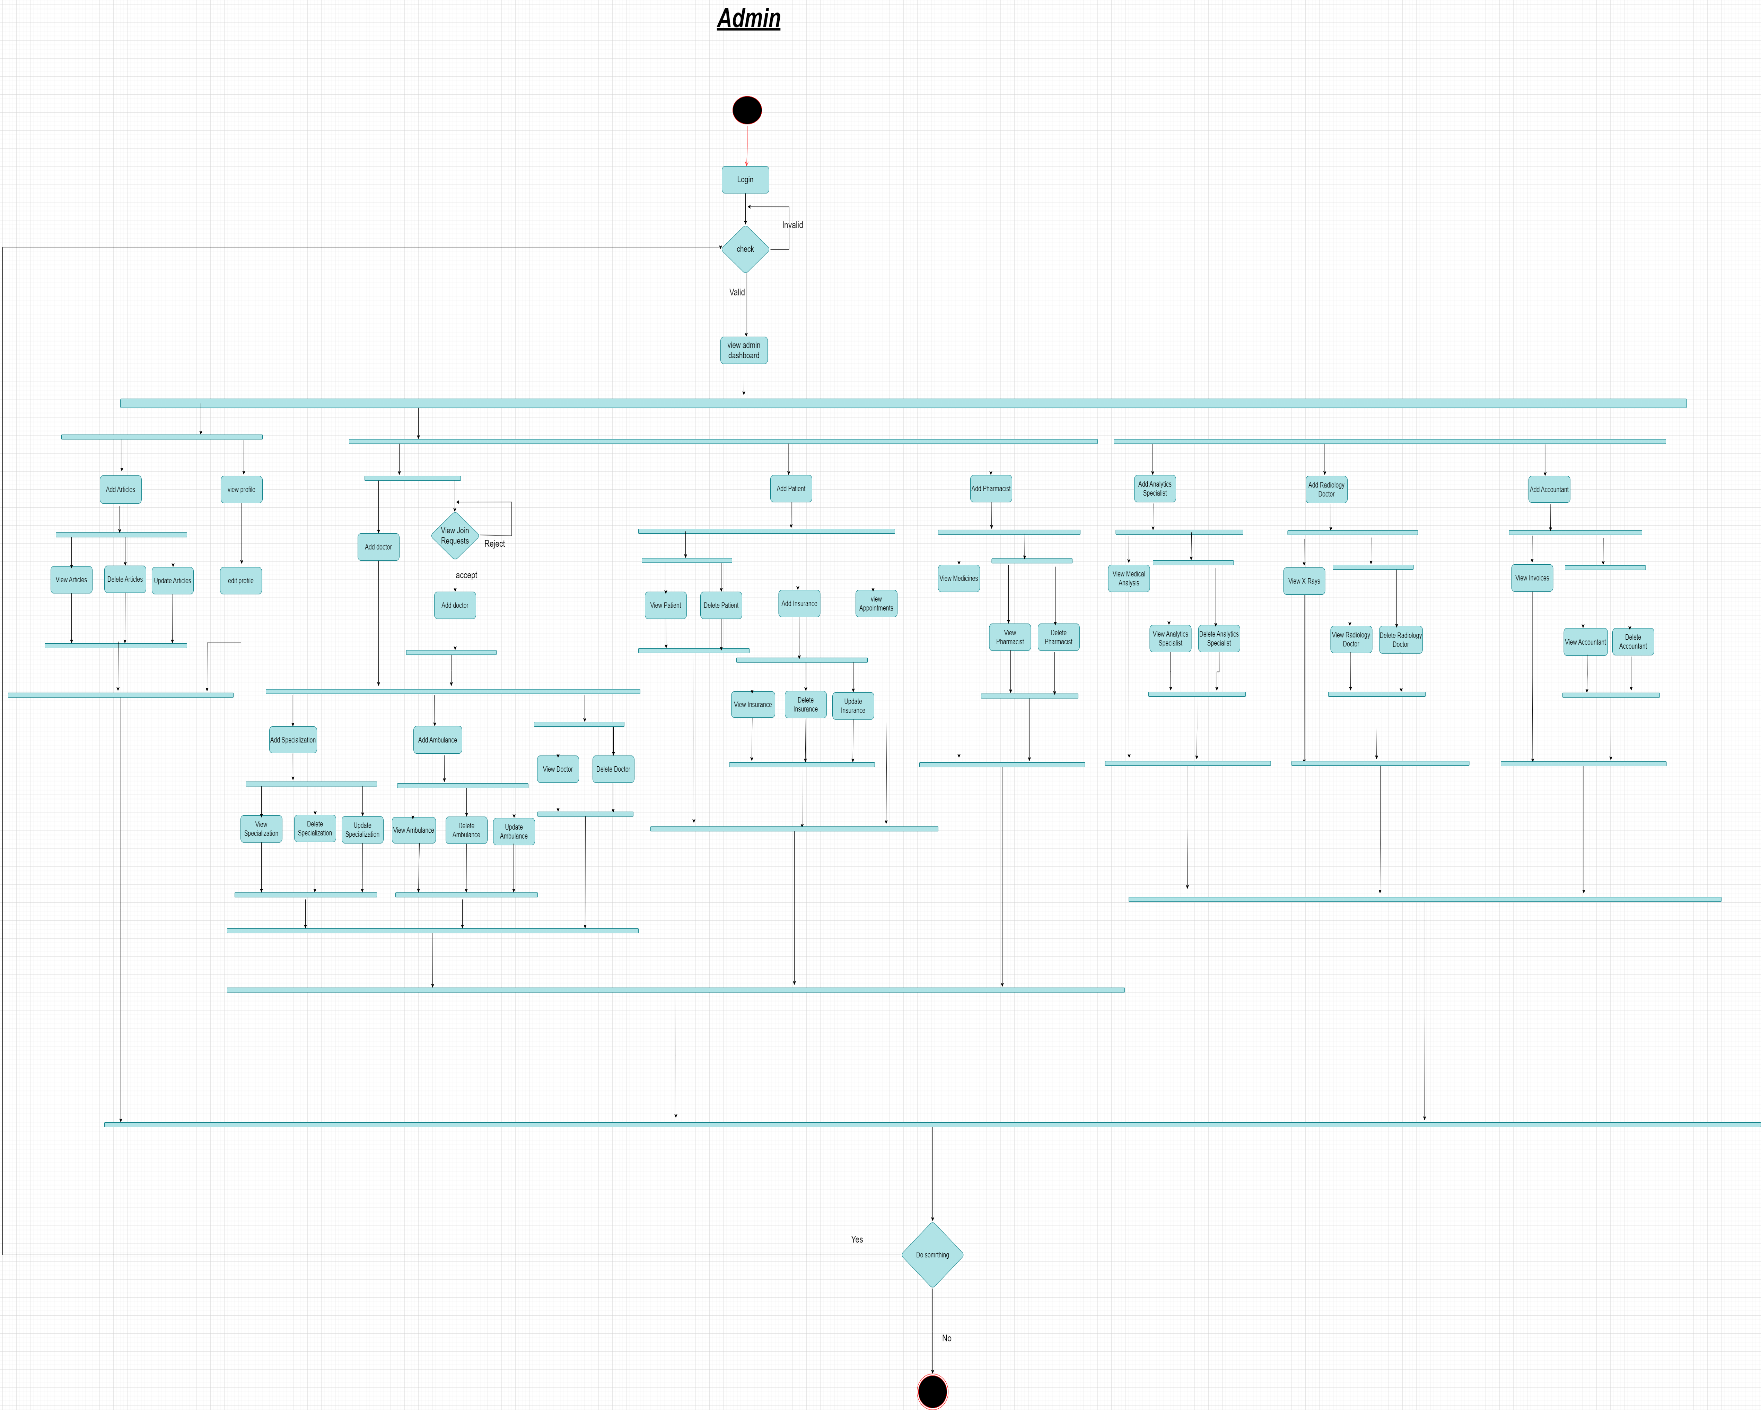 Admin
Login
Invalid
check
Valid
view admin
dashboard
Add Articles
view profile
Add Patient
Add Pharmacist
Add Analytics
Specialist
Add Radiology
Doctor
Add Accountant
View Join
Requests
Reject
Add doctor
accept
View Articles
Delete Articles
Update Articles
edit profile
Add doctor
View Patient
Delete Patient
Add Insurance
view
Appointments
View Medicines
View Medical
Analysis
View X Rays
View Invoices
View
Pharmacist
Delete
Pharmacist
View Analytics
Specialist
Delete Analytics
Specialist
View Radiology
Doctor
Delete Radiology
Doctor
View Accountant
Delete
Accountant
View Insurance
Delete
Insurance
Update
Insurance
Add Specialization
Add Ambulance
View Doctor
Delete Doctor
View
Specialization
Delete
Specialization
Update
Specialization
View Ambulance
Delete
Ambulance
Update
Ambulance
Yes
Do somrthing
No